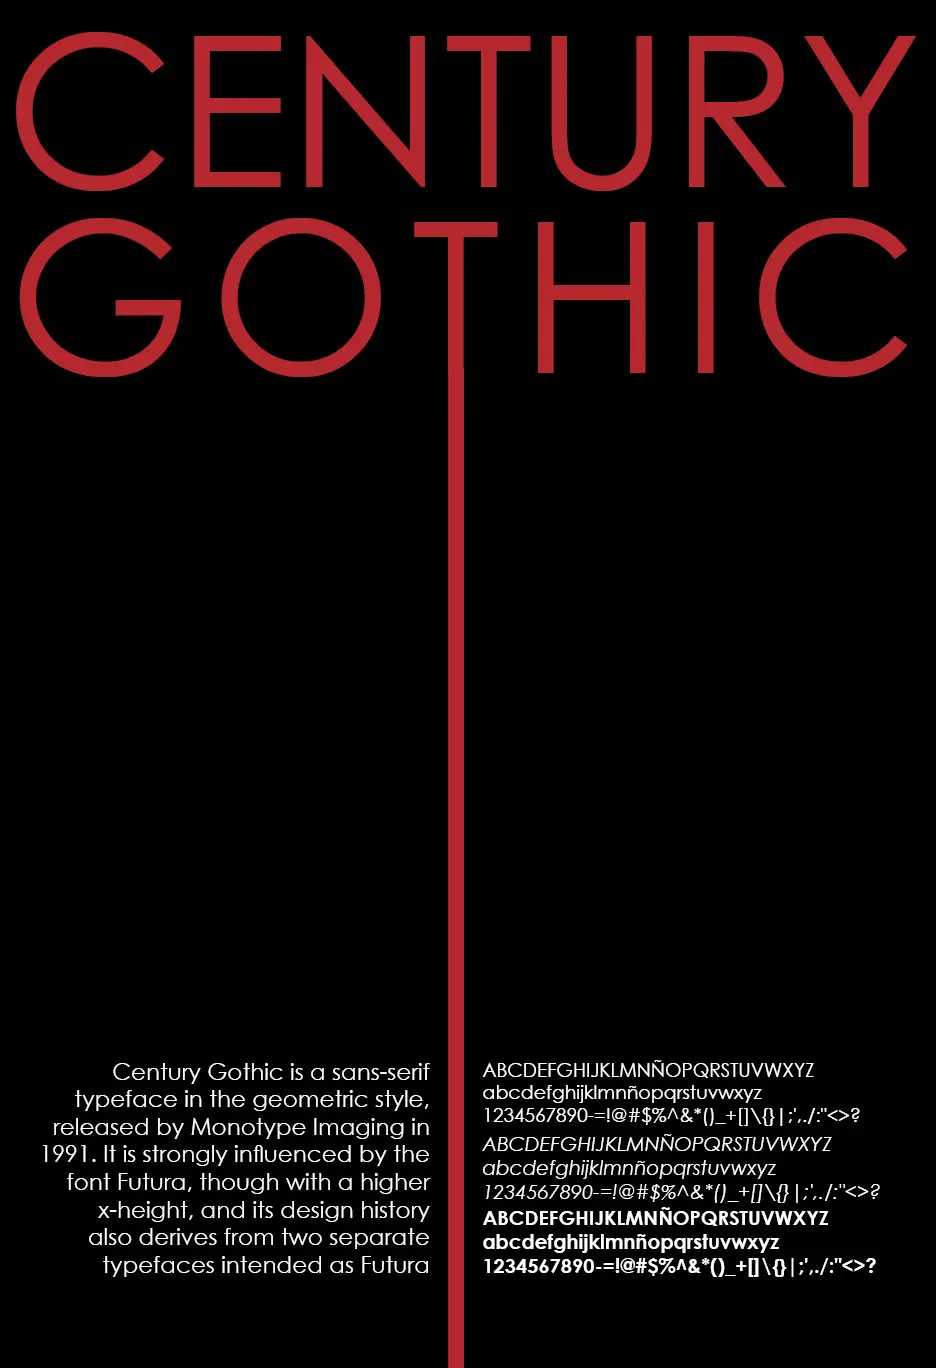 CENTURY
GOTHIC
Century Gothic is a sans-serif
typeface in the geometric style,
released by Monotype Imaging in
1991. It is strongly influenced by the
font Futura, though with a higher
x-height, and its design history
also derives from two separate
typefaces intended as Futura
ABCDEFGHIJKLMNÑOPQRSTUVWXYZ
abcdefghijklmnñopqrstuvwxyz
1234567890-=!@#$%^&*()_+[]\{}|;',./:"<>?
ABCDEFGHIJKLMNÑOPQRSTUVWXYZ
abcdefghijklmnñopqrstuvwxyz
1234567890-=!@#$%^&*()_+[]\{}|;',./:"<>?
ABCDEFGHIJKLMNÑOPQRSTUVWXYZ
abcdefghijklmnñopqrstuvwxyz
1234567890-=!@#$%^&*()_+[]\{}|;',./:"<>?